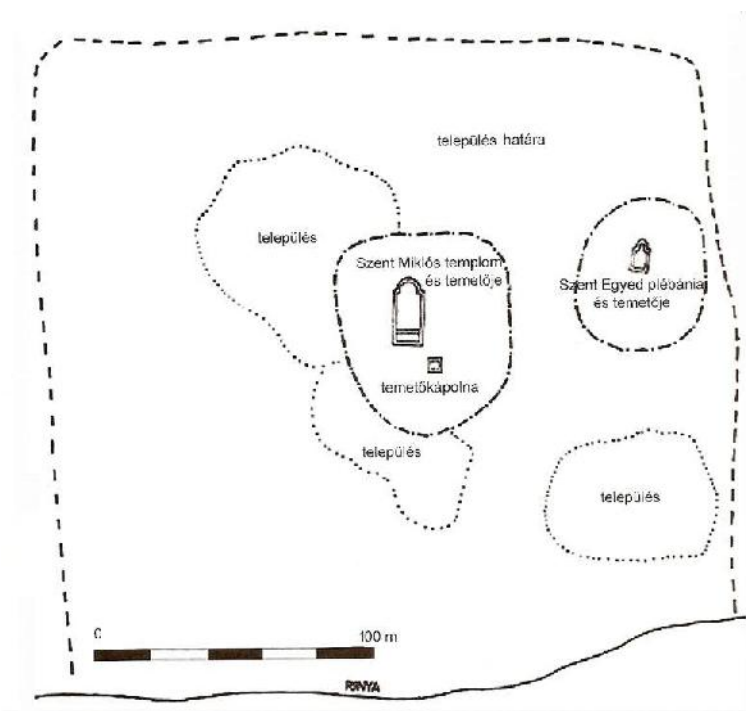 település határa
település
Szent Miklós templom
és temetője
Szent Egyed plébánia
és temetője
temetőkápolna
település
település
0
100 m
RINYA